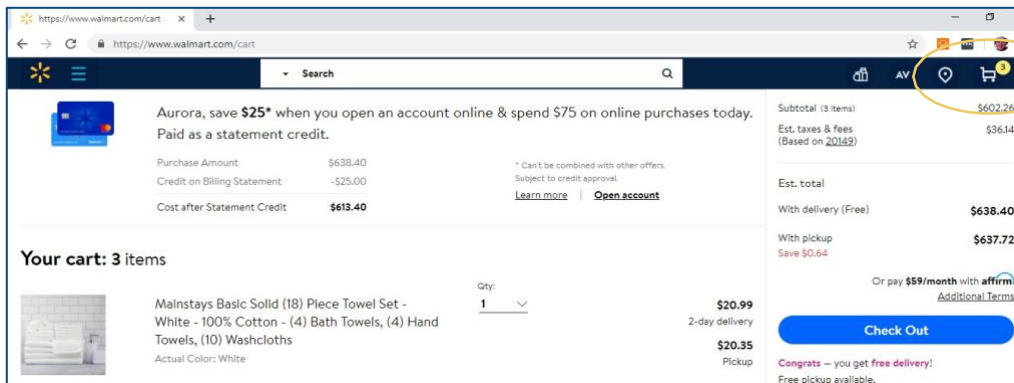 https://www.walmart.com/cart
https://www.walmart.com/cart
Search
AV
3
Aurora, save $25* when you open an account online & spend $75 on online purchases today.
Paid as a statement credit.
Purchase Amount $638.40
Credit on Billing Statement -$25.00
Cost after Statement Credit $613.40
* Can't be combined with other offers.
Subject to credit approval.
Learn more | Open account
Your cart: 3 items
Mainstays Basic Solid (18) Piece Towel Set -
White - 100% Cotton - (4) Bath Towels, (4) Hand
Towels, (10) Washcloths
Actual Color: White
Qty:
1
$20.99
2-day delivery
$20.35
Pickup
Subtotal (3 items) $602.26
Est. taxes & fees $36.14
(Based on 20149)
Est. total
With delivery (Free) $638.40
With pickup $637.72
Save $0.64
Or pay $59/month with affirm
Additional Terms
Check Out
Congrats — you get free delivery!
Free pickup available.